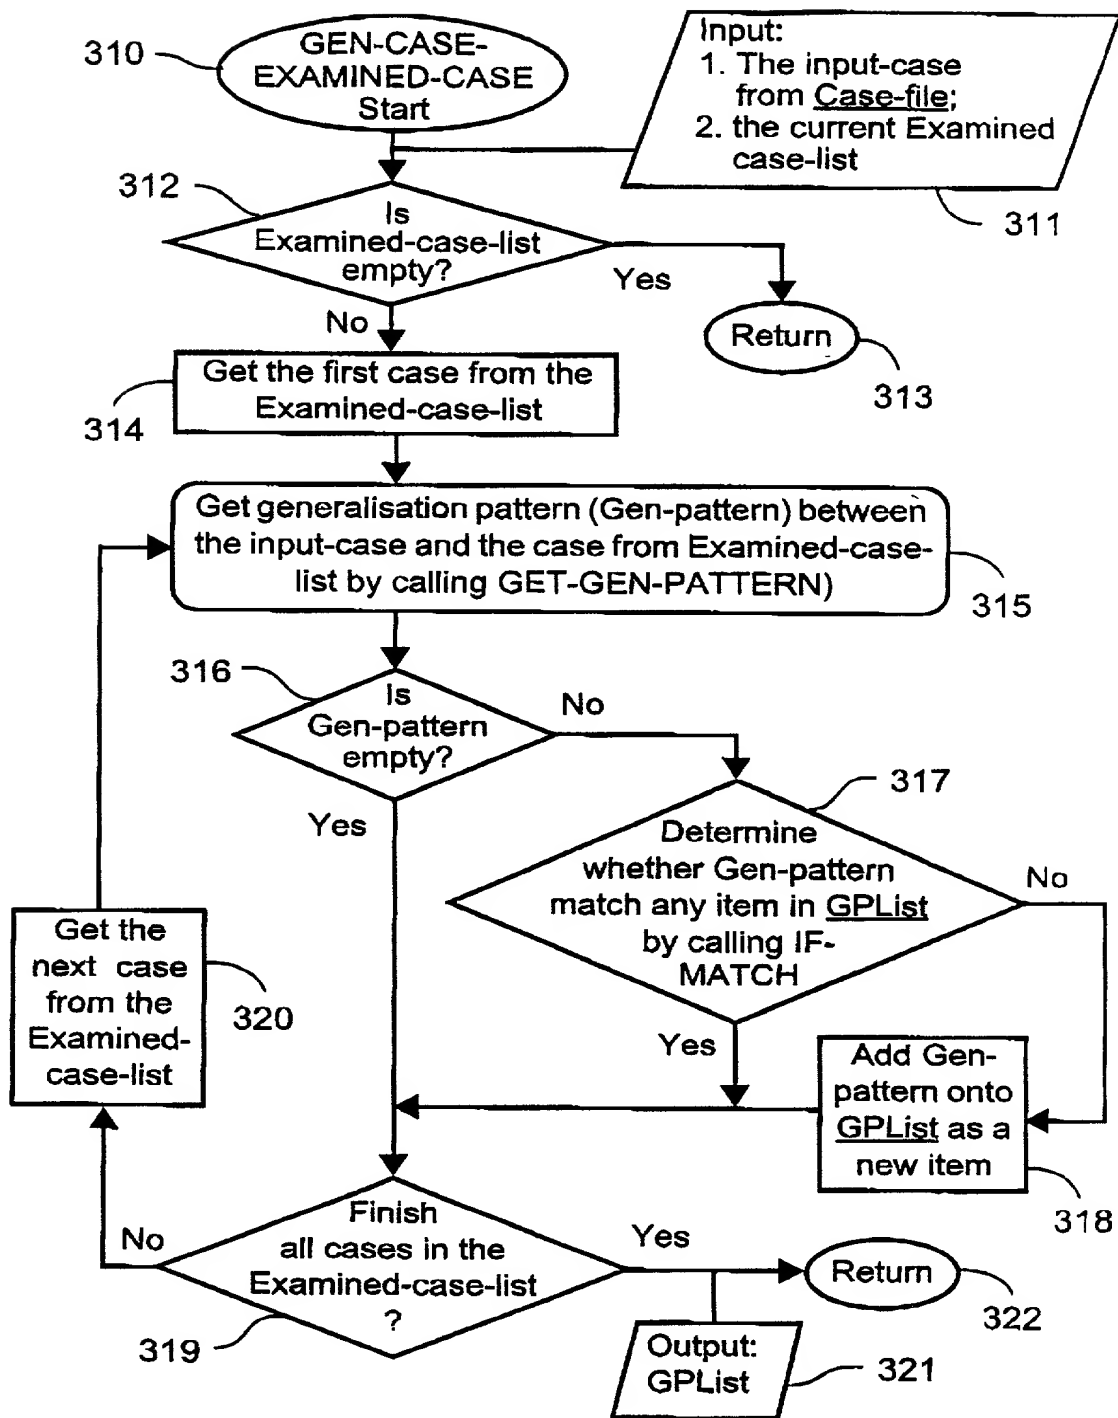 310
GEN-CASE-
EXAMINED-CASE
Start
Input:
1. The input-case
from Case-file;
2. the current Examined
case-list
311
312
Is
Examined-case-list
empty?
Yes
No
Return
313
Get the first case from the
Examined-case-list
314
Get generalisation pattern (Gen-pattern) between
the input-case and the case from Examined-case-
list by calling GET-GEN-PATTERN)
315
316
Is
Gen-pattern
empty?
No
Yes
317
Determine
whether Gen-pattern
match any item in GPList
by calling IF-
MATCH
No
Yes
Get the
next case
from the
Examined-
case-list
320
Add Gen-
pattern onto
GPList as a
new item
318
Finish
all cases in the
Examined-case-list
?
No
Yes
319
Return
322
Output:
GPList
321